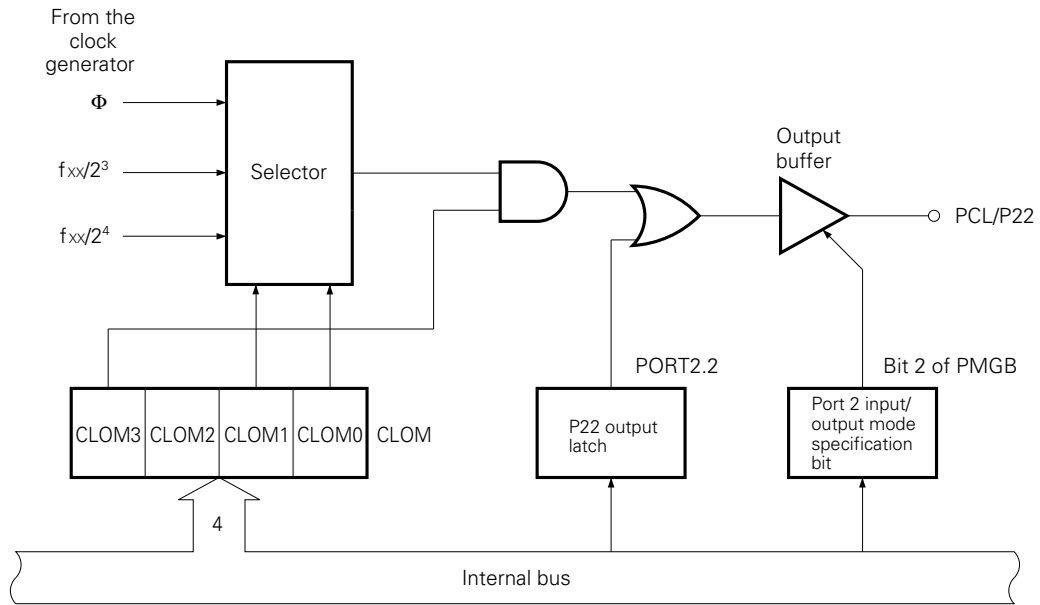 From the
clock
generator
Φ
fxx/2³
fxx/2⁴
Selector
Output
buffer
PCL/P22
PORT2.2
Bit 2 of PMGB
CLOM3 CLOM2 CLOM1 CLOM0 CLOM
P22 output
latch
Port 2 input/
output mode
specification
bit
4
Internal bus